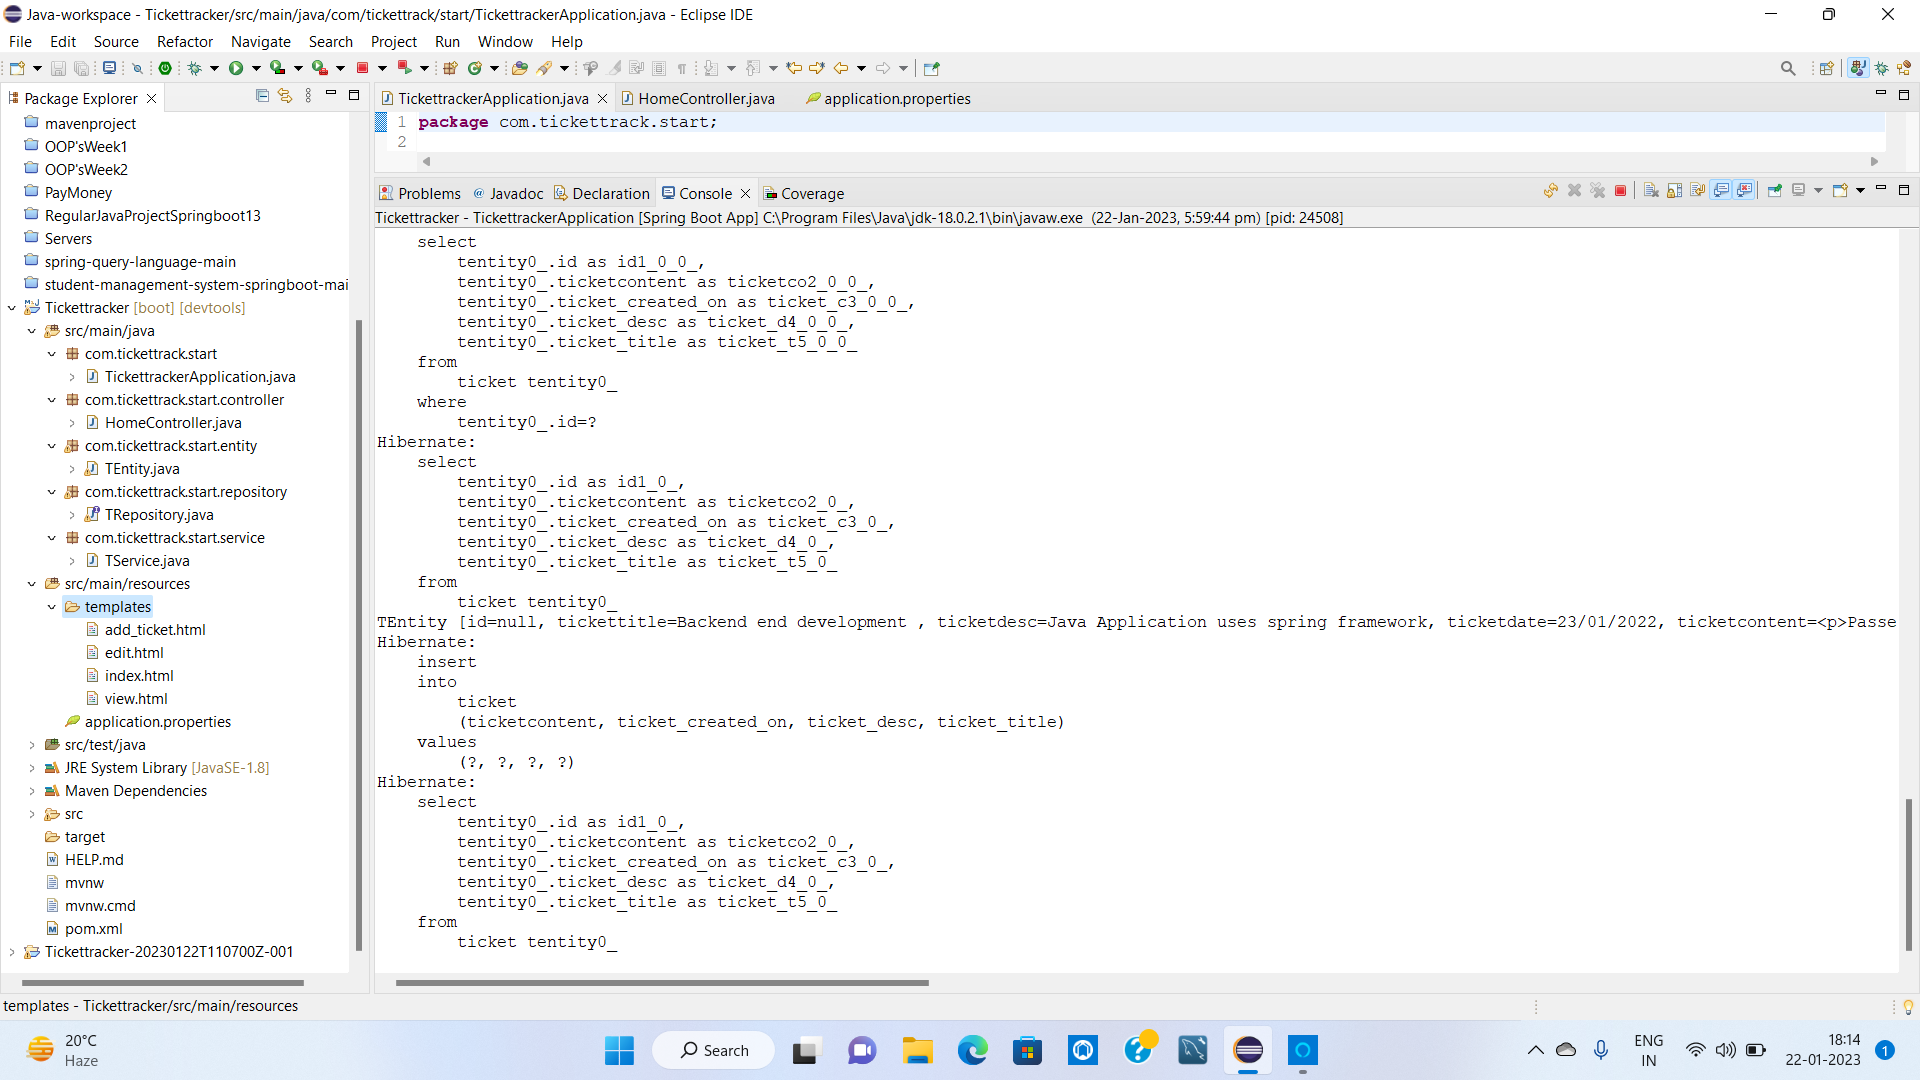 Java-workspace - Tickettracker/src/main/java/com/tickettrack/start/TickettrackerApplication.java - Eclipse IDE
File Edit Source Refactor Navigate Search Project Run Window Help
Package Explorer
mavenproject
OOP'sWeek1
OOP'sWeek2
PayMoney
RegularJavaProjectSpringboot13
Servers
spring-query-language-main
student-management-system-springboot-mai
Tickettracker [boot] [devtools]
src/main/java
com.tickettrack.start
TickettrackerApplication.java
com.tickettrack.start.controller
HomeController.java
com.tickettrack.start.entity
TEntity.java
com.tickettrack.start.repository
TRepository.java
com.tickettrack.start.service
TService.java
src/main/resources
templates
add_ticket.html
edit.html
index.html
view.html
application.properties
src/test/java
JRE System Library [JavaSE-1.8]
Maven Dependencies
src
target
HELP.md
mvnw
mvnw.cmd
pom.xml
Tickettracker-20230122T110700Z-001
TickettrackerApplication.java HomeController.java application.properties
1 package com.tickettrack.start;
2
Problems Javadoc Declaration Console Coverage
Tickettracker - TickettrackerApplication [Spring Boot App] C:\Program Files\Java\jdk-18.0.2.1\bin\javaw.exe (22-Jan-2023, 5:59:44 pm) [pid: 24508]
select
tentity0_.id as id1_0_0_,
tentity0_.ticketcontent as ticketco2_0_0_,
tentity0_.ticket_created_on as ticket_c3_0_0_,
tentity0_.ticket_desc as ticket_d4_0_0_,
tentity0_.ticket_title as ticket_t5_0_0_
from
ticket tentity0_
where
tentity0_.id=?
Hibernate:
select
tentity0_.id as id1_0_,
tentity0_.ticketcontent as ticketco2_0_,
tentity0_.ticket_created_on as ticket_c3_0_,
tentity0_.ticket_desc as ticket_d4_0_,
tentity0_.ticket_title as ticket_t5_0_
from
ticket tentity0_
TEntity [id=null, tickettitle=Backend end development , ticketdesc=Java Application uses spring framework, ticketdate=23/01/2022, ticketcontent=<p>Passe
Hibernate:
insert
into
ticket
(ticketcontent, ticket_created_on, ticket_desc, ticket_title)
values
(?, ?, ?, ?)
Hibernate:
select
tentity0_.id as id1_0_,
tentity0_.ticketcontent as ticketco2_0_,
tentity0_.ticket_created_on as ticket_c3_0_,
tentity0_.ticket_desc as ticket_d4_0_,
tentity0_.ticket_title as ticket_t5_0_
from
ticket tentity0_
templates - Tickettracker/src/main/resources
20°C
Haze
Search
ENG
IN
18:14
22-01-2023
1